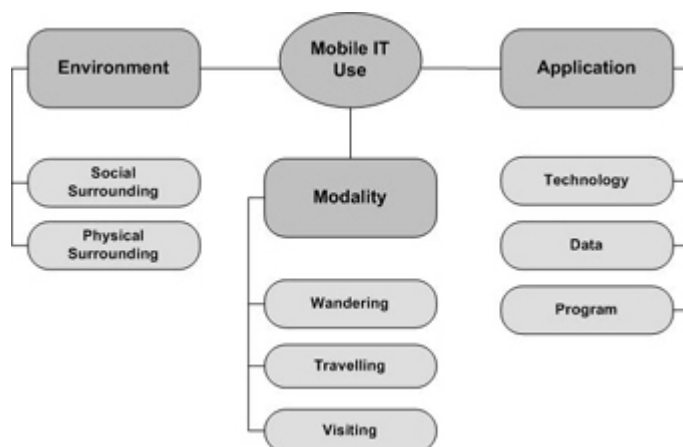 Mobile IT
Use
Environment
Application
Social
Surrounding
Physical
Surrounding
Modality
Wandering
Travelling
Visiting
Technology
Data
Program